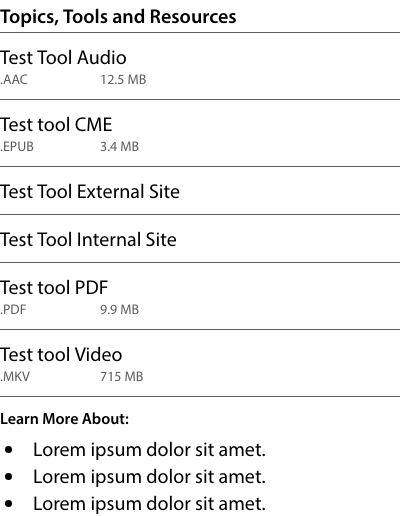 Topics, Tools and Resources
Test Tool Audio
.AAC 12.5 MB
Test tool CME
.EPUB 3.4 MB
Test Tool External Site
Test Tool Internal Site
Test tool PDF
.PDF 9.9 MB
Test tool Video
.MKV 715 MB
Learn More About:
• Lorem ipsum dolor sit amet.
• Lorem ipsum dolor sit amet.
• Lorem ipsum dolor sit amet.